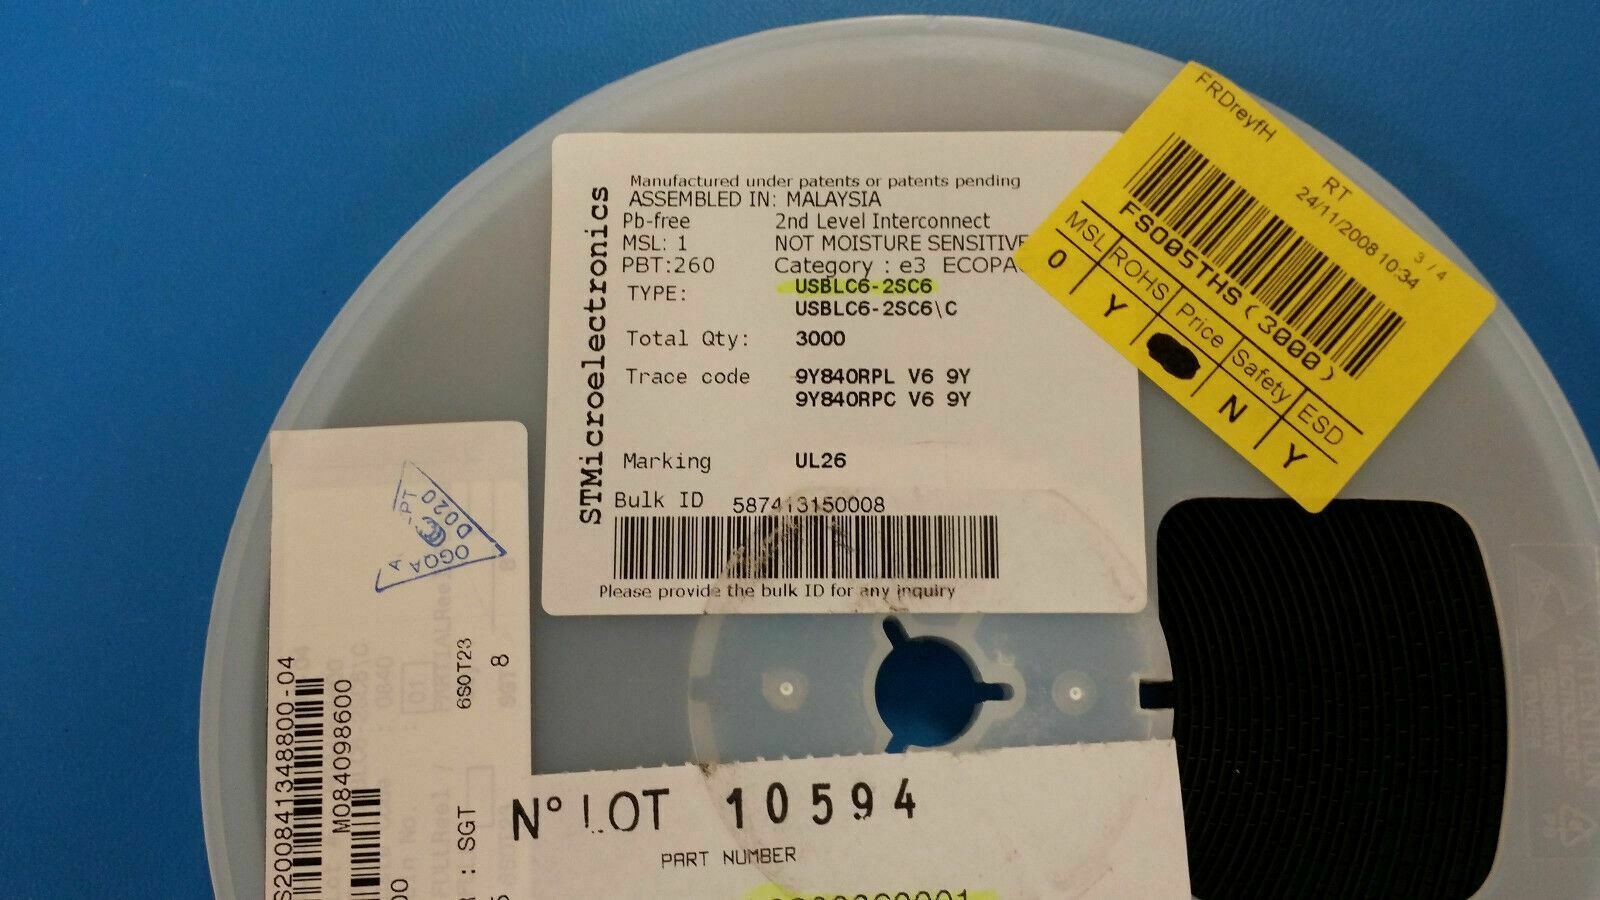 STMicroelectronics
Manufactured under patents or patents pending
ASSEMBLED IN: MALAYSIA
Pb-free 2nd Level Interconnect
MSL: 1 NOT MOISTURE SENSITIVE
PBT:260 Category : e3
TYPE: USBLC6-2SC6
USBLC6-2SC6\C
Total Qty: 3000
Trace code 9Y840RPL V6 9Y
9Y840RPC V6 9Y
Marking UL26
Bulk ID 587413150008
Please provide the bulk ID for any inquiry
FRDreyfH
RT
24/11/2008 10:34
3/4
FS005THS (3000)
MSL ROHS Price Safety ESD
0 Y N Y
OGQA
D020
S200841348800-04
M084098600
: SGT
6S0T23
8
N° LOT 10594
PART NUMBER